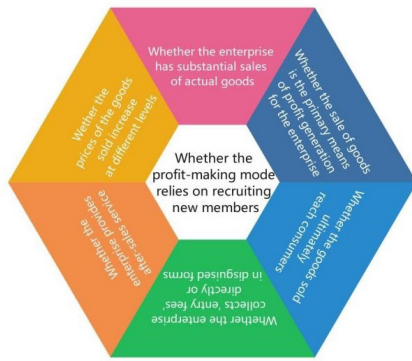 Whether the enterprise
has substantial sales
of actual goods
Whether the sale of goods
is the primary means
of profit generation
for the enterprise
Whether the goods sold
ultimately
reach consumers
Whether the enterprise
collects 'entry fees'
directly or
in disguised forms
Whether the
enterprise provides
after-sales service
Wether the
prices of the goods
sold increase
at different levels
Whether the
profit-making mode
relies on recruiting
new members